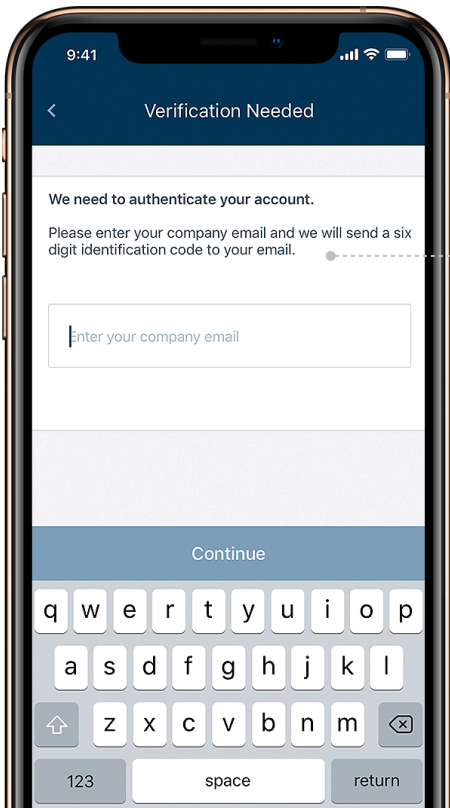 9:41
Verification Needed
We need to authenticate your account.
Please enter your company email and we will send a six
digit identification code to your email.
Enter your company email
Continue
q w e r t y u i o p
a s d f g h j k l
z x c v b n m
123 space return